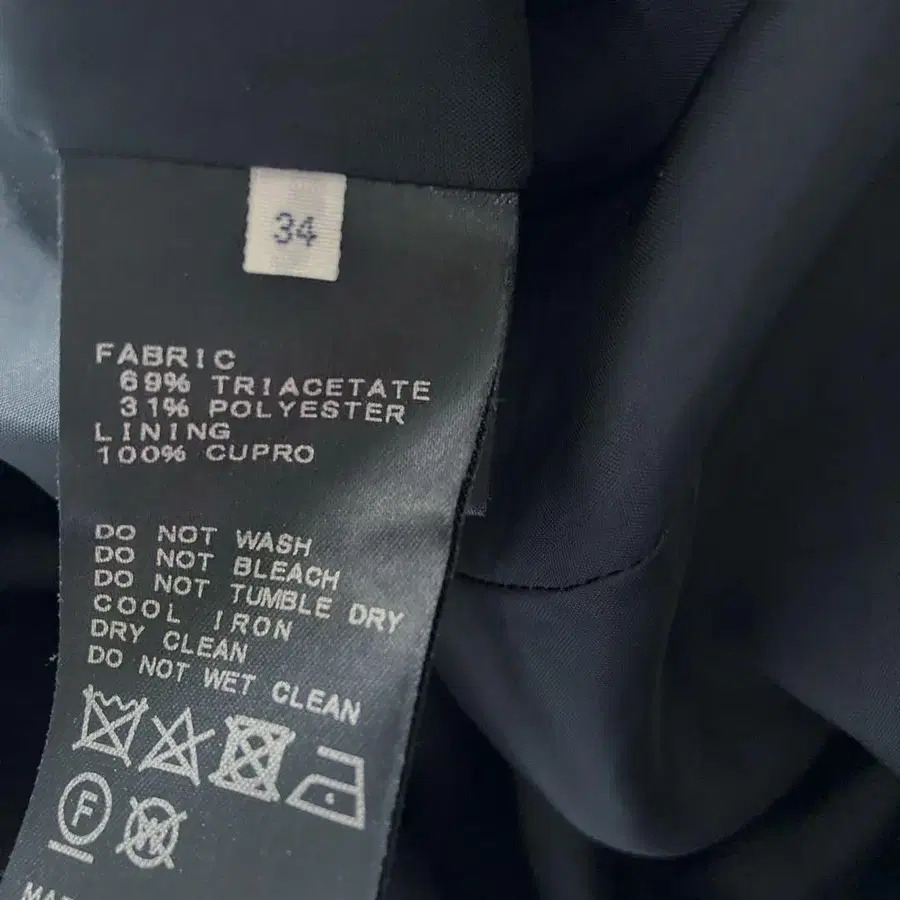 34
FABRIC
69% TRIACETATE
31% POLYESTER
LINING
100% CUPRO
DO NOT WASH
DO NOT BLEACH
DO NOT TUMBLE DRY
COOL IRON
DRY CLEAN
DO NOT WET CLEAN
F
W